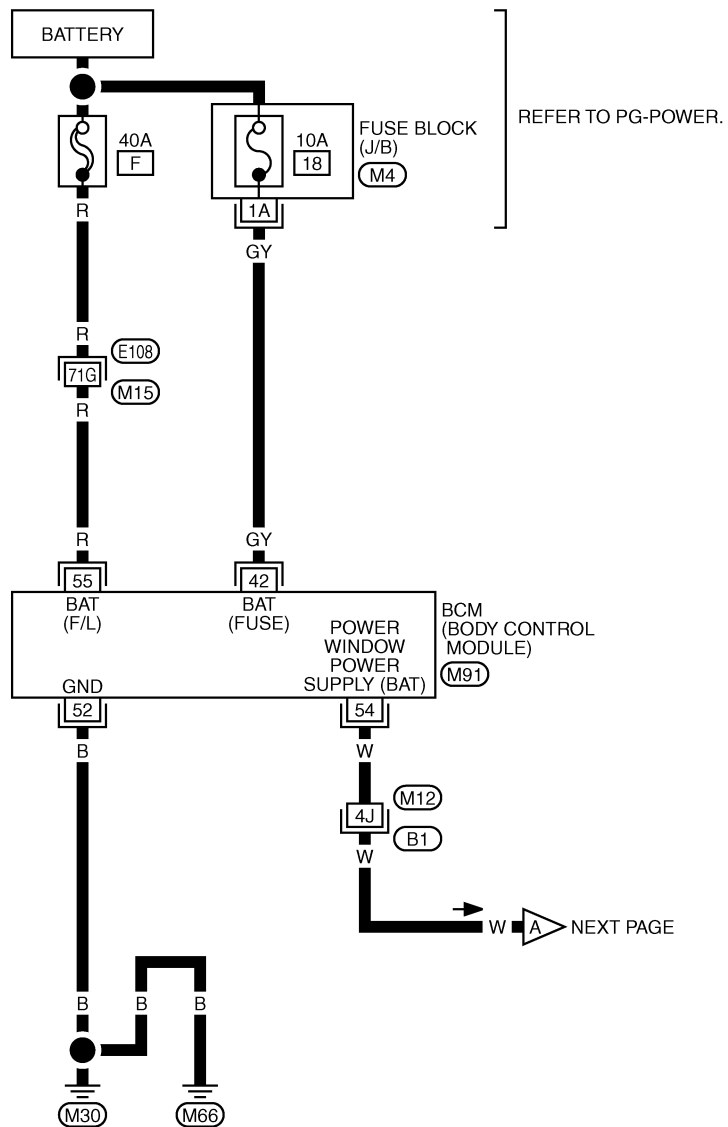 BATTERY
REFER TO PG-POWER.
40A
F
10A
18
FUSE BLOCK
(J/B)
M4
1A
R
GY
R
E108
71G
M15
R
R
GY
55
42
BAT
(F/L)
BAT
(FUSE)
POWER
WINDOW
POWER
SUPPLY (BAT)
BCM
(BODY CONTROL
MODULE)
M91
GND
52
54
B
W
M12
4J
B1
W
W
A
NEXT PAGE
B
B
B
M30
M66